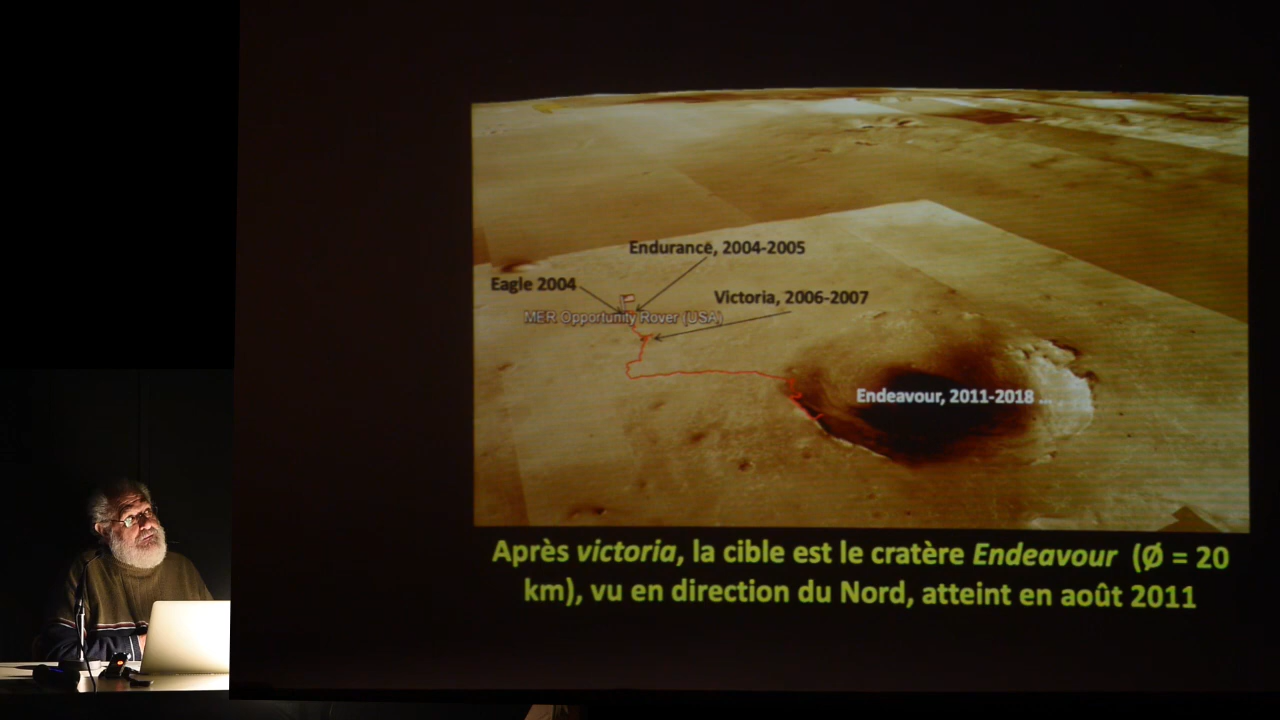 Endurance, 2004-2005
Eagle 2004
Victoria, 2006-2007
MER Opportunity Rover (USA)
Endeavour, 2011-2018 ...
Après victoria, la cible est le cratère Endeavour (Ø = 20
km), vu en direction du Nord, atteint en août 2011